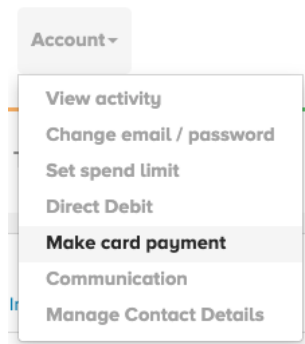 Account
View activity
Change email / password
Set spend limit
Direct Debit
Make card payment
Communication
Manage Contact Details